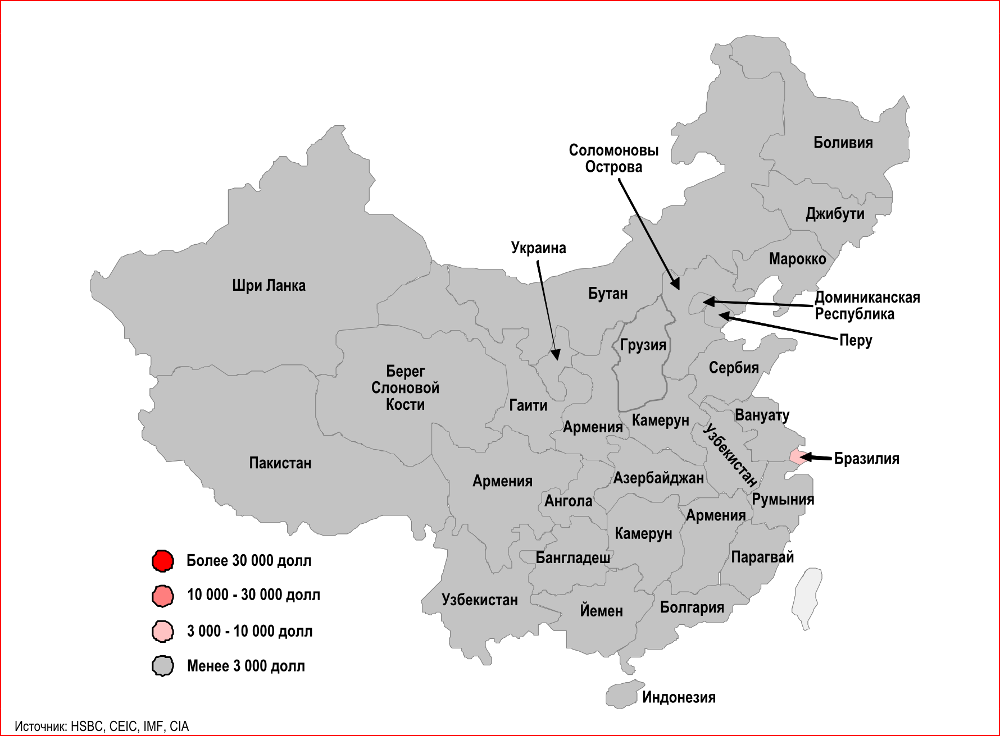 Боливия
Соломоновы
Острова
Джибути
Украина
Марокко
Шри Ланка
Бутан
Доминиканская
Республика
Грузия
Перу
Сербия
Берег
Слоновой
Кости
Гаити
Вануату
Камерун
Армения
Узбекистан
Бразилия
Пакистан
Азербайджан
Армения
Ангола
Румыния
Армения
Камерун
Бангладеш
Парагвай
Более 30 000 долл
10 000 - 30 000 долл
Узбекистан
Йемен
Болгария
3 000 - 10 000 долл
Менее 3 000 долл
Индонезия
Источник: HSBC, CEIC, IMF, CIA